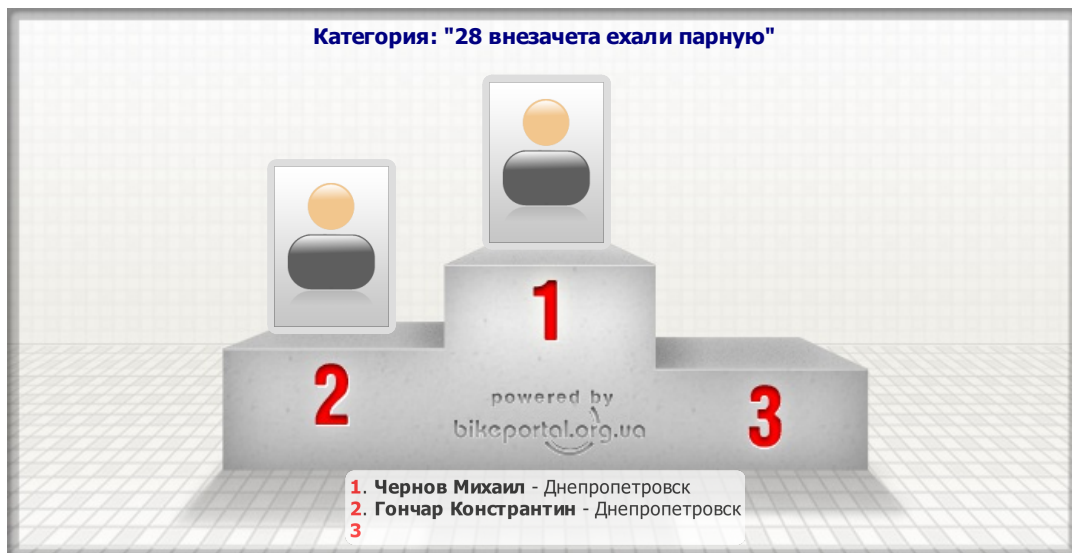 Категория: "28 внезачета ехали парную"
1
2
3
powered by
bikeportal.org.ua
1. Чернов Михаил - Днепропетровск
2. Гончар Констрантин - Днепропетровск
3